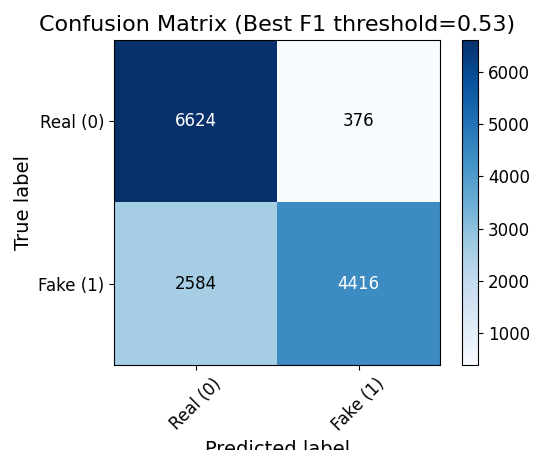 Confusion Matrix (Best F1 threshold=0.53)
True label
Real (0)
Fake (1)
6624
376
2584
4416
6000
5000
4000
3000
2000
1000
Real (0)
Fake (1)
Predicted label